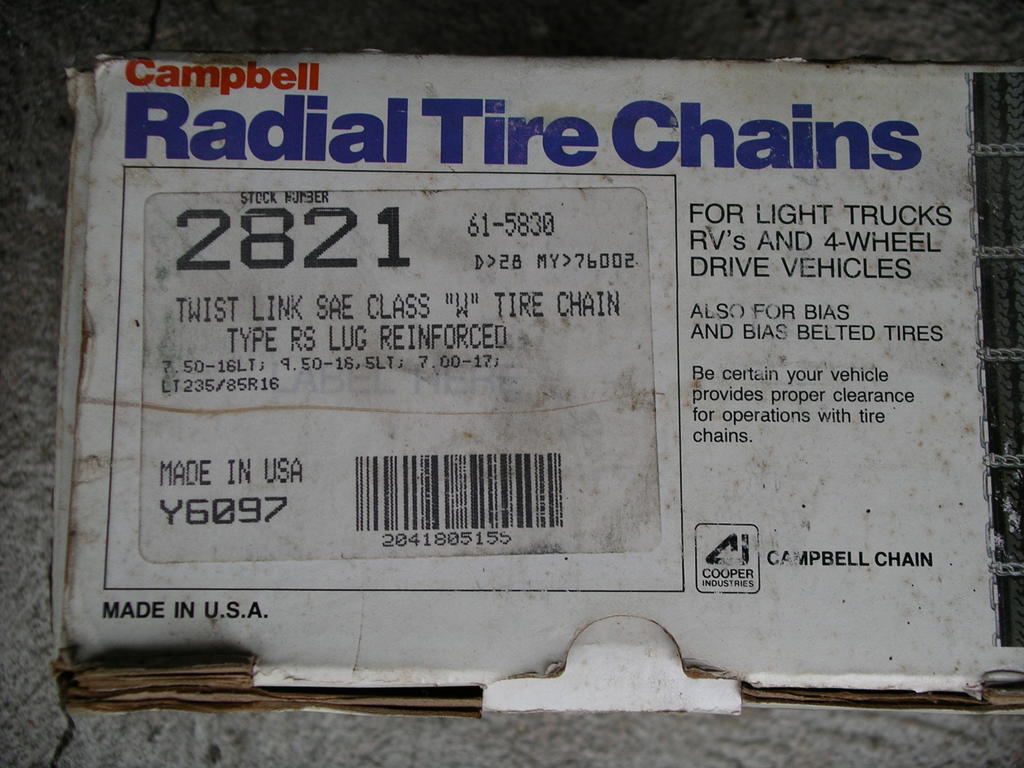 Campbell
Radial Tire Chains
STOCK NUMBER
2821
61-5830
D>28 MY>76002
TWIST LINK SAE CLASS "W" TIRE CHAIN
TYPE RS LUG REINFORCED
7.50-16LT; 9.50-16,5LT; 7.00-17;
LT235/85R16
LABEL HERE
MADE IN USA
Y6097
2041805155
MADE IN U.S.A.
FOR LIGHT TRUCKS
RV's AND 4-WHEEL
DRIVE VEHICLES
ALSO FOR BIAS
AND BIAS BELTED TIRES
Be certain your vehicle
provides proper clearance
for operations with tire
chains.
COOPER
INDUSTRIES
CAMPBELL CHAIN